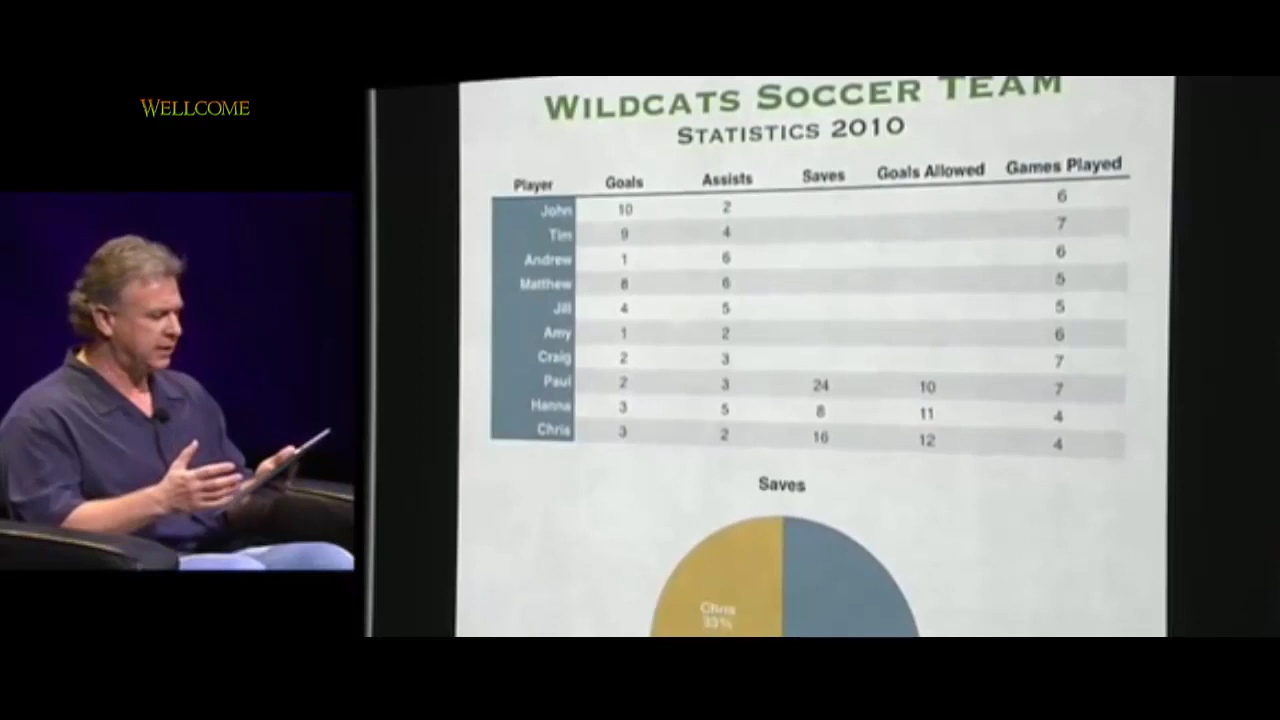 WELLCOME
WILDCATS SOCCER TEAM
STATISTICS 2010
Player Goals Assists Saves Goals Allowed Games Played
John 10 2 6
Tim 9 4 7
Andrew 1 6 6
Matthew 8 6 5
Jill 4 5 5
Amy 1 2 6
Craig 2 3 7
Paul 2 3 24 10 7
Hanna 3 5 8 11 4
Chris 3 2 16 12 4
Saves
Chris
33%